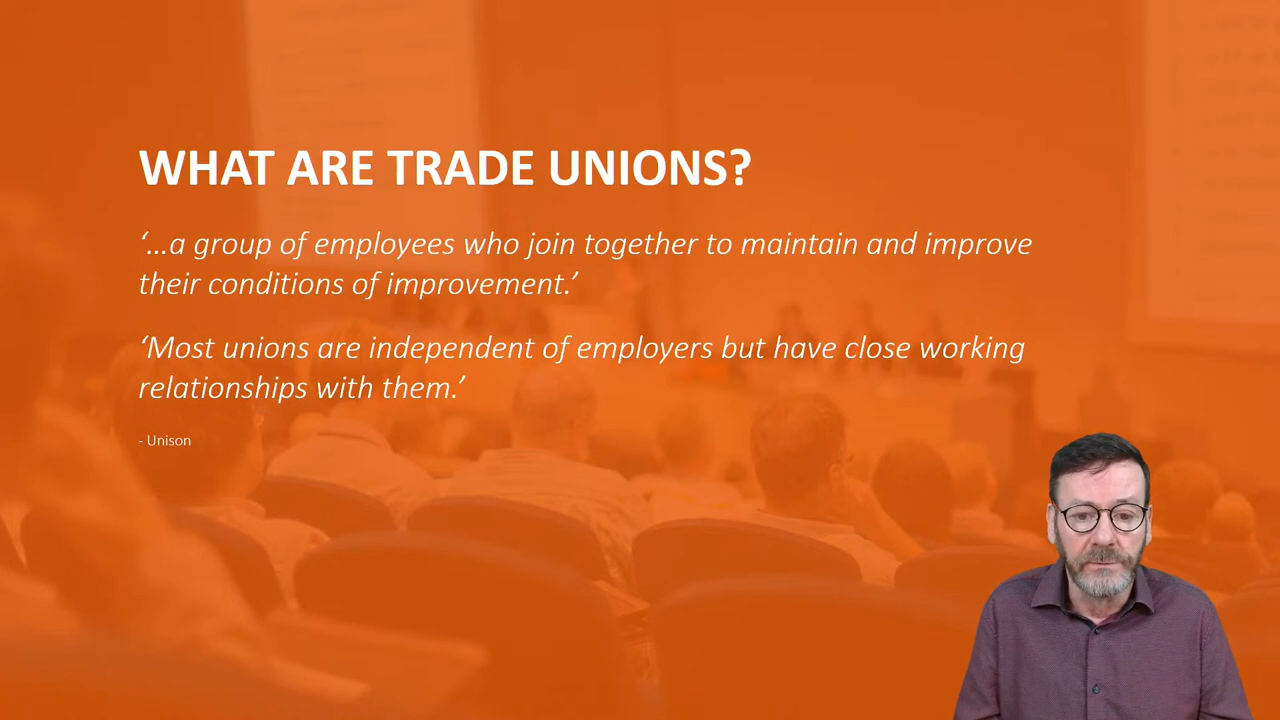 WHAT ARE TRADE UNIONS?
‘...a group of employees who join together to maintain and improve
their conditions of improvement.’
‘Most unions are independent of employers but have close working
relationships with them.’
- Unison